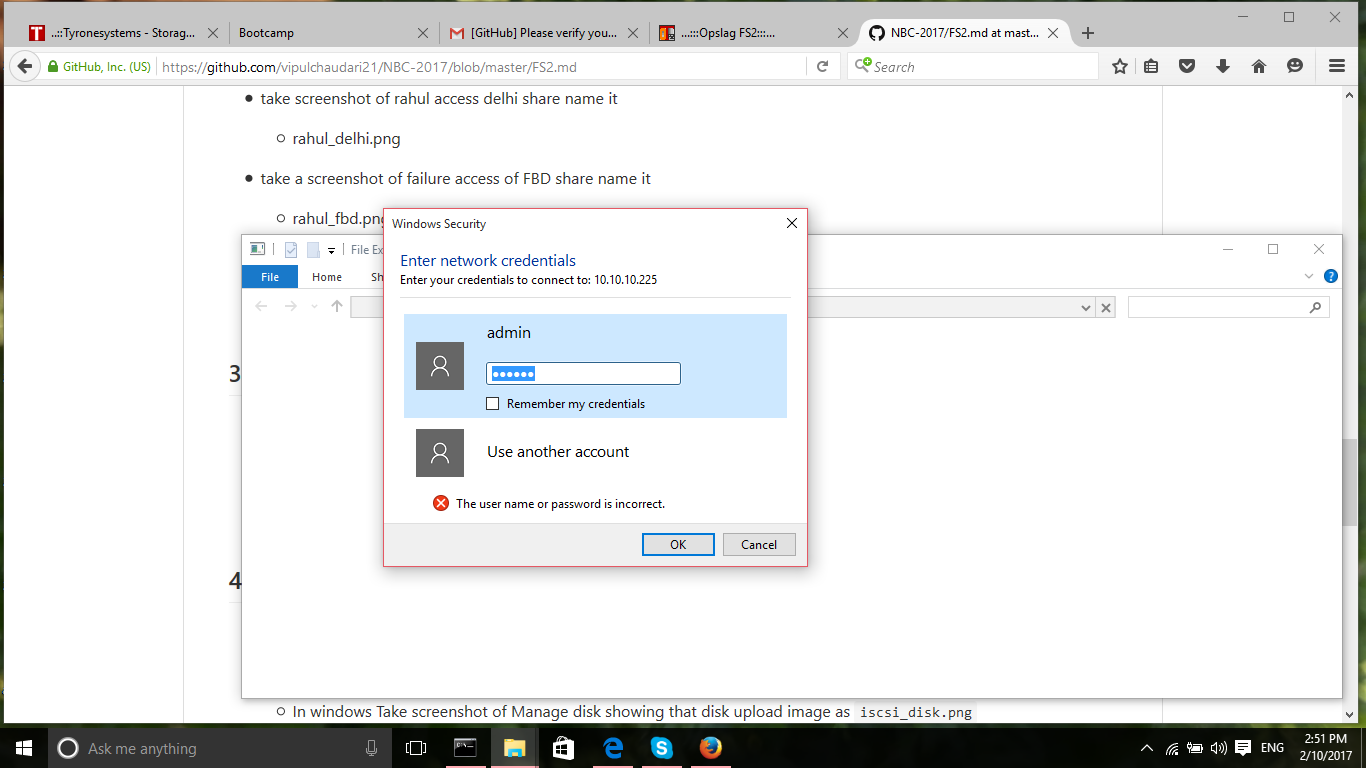 ..::Tyronesystems - Storag...
Bootcamp
[GitHub] Please verify you...
...:::Opslag FS2:::...
NBC-2017/FS2.md at mast...
GitHub, Inc. (US)
https://github.com/vipulchaudari21/NBC-2017/blob/master/FS2.md
Search
take screenshot of rahul access delhi share name it
rahul_delhi.png
take a screenshot of failure access of FBD share name it
rahul_fbd.png
Windows Security
File Ex
Enter network credentials
File
Home
Sh
Enter your credentials to connect to: 10.10.10.225
admin
3
Remember my credentials
Use another account
The user name or password is incorrect.
OK
Cancel
4
In windows Take screenshot of Manage disk showing that disk upload image as iscsi_disk.png
Ask me anything
ENG
2:51 PM
2/10/2017